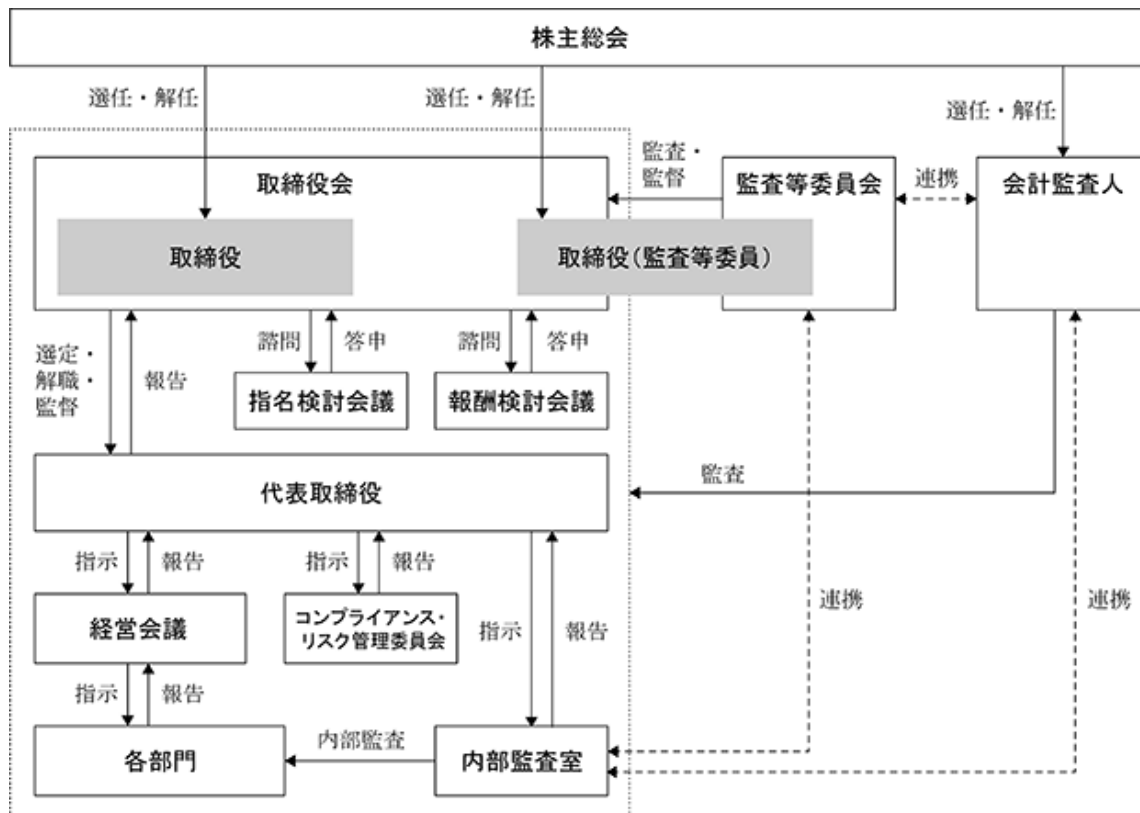 株主総会
選任・解任
選任・解任
選任・解任
取締役会
監査・
監督
監査等委員会
連携
会計監査人
取締役
取締役(監査等委員)
選定・
解職・
監督
報告
諮問
答申
諮問
答申
指名検討会議
報酬検討会議
代表取締役
監査
指示
報告
指示
報告
指示
報告
連携
連携
経営会議
コンプライアンス・
リスク管理委員会
指示
報告
各部門
内部監査
内部監査室